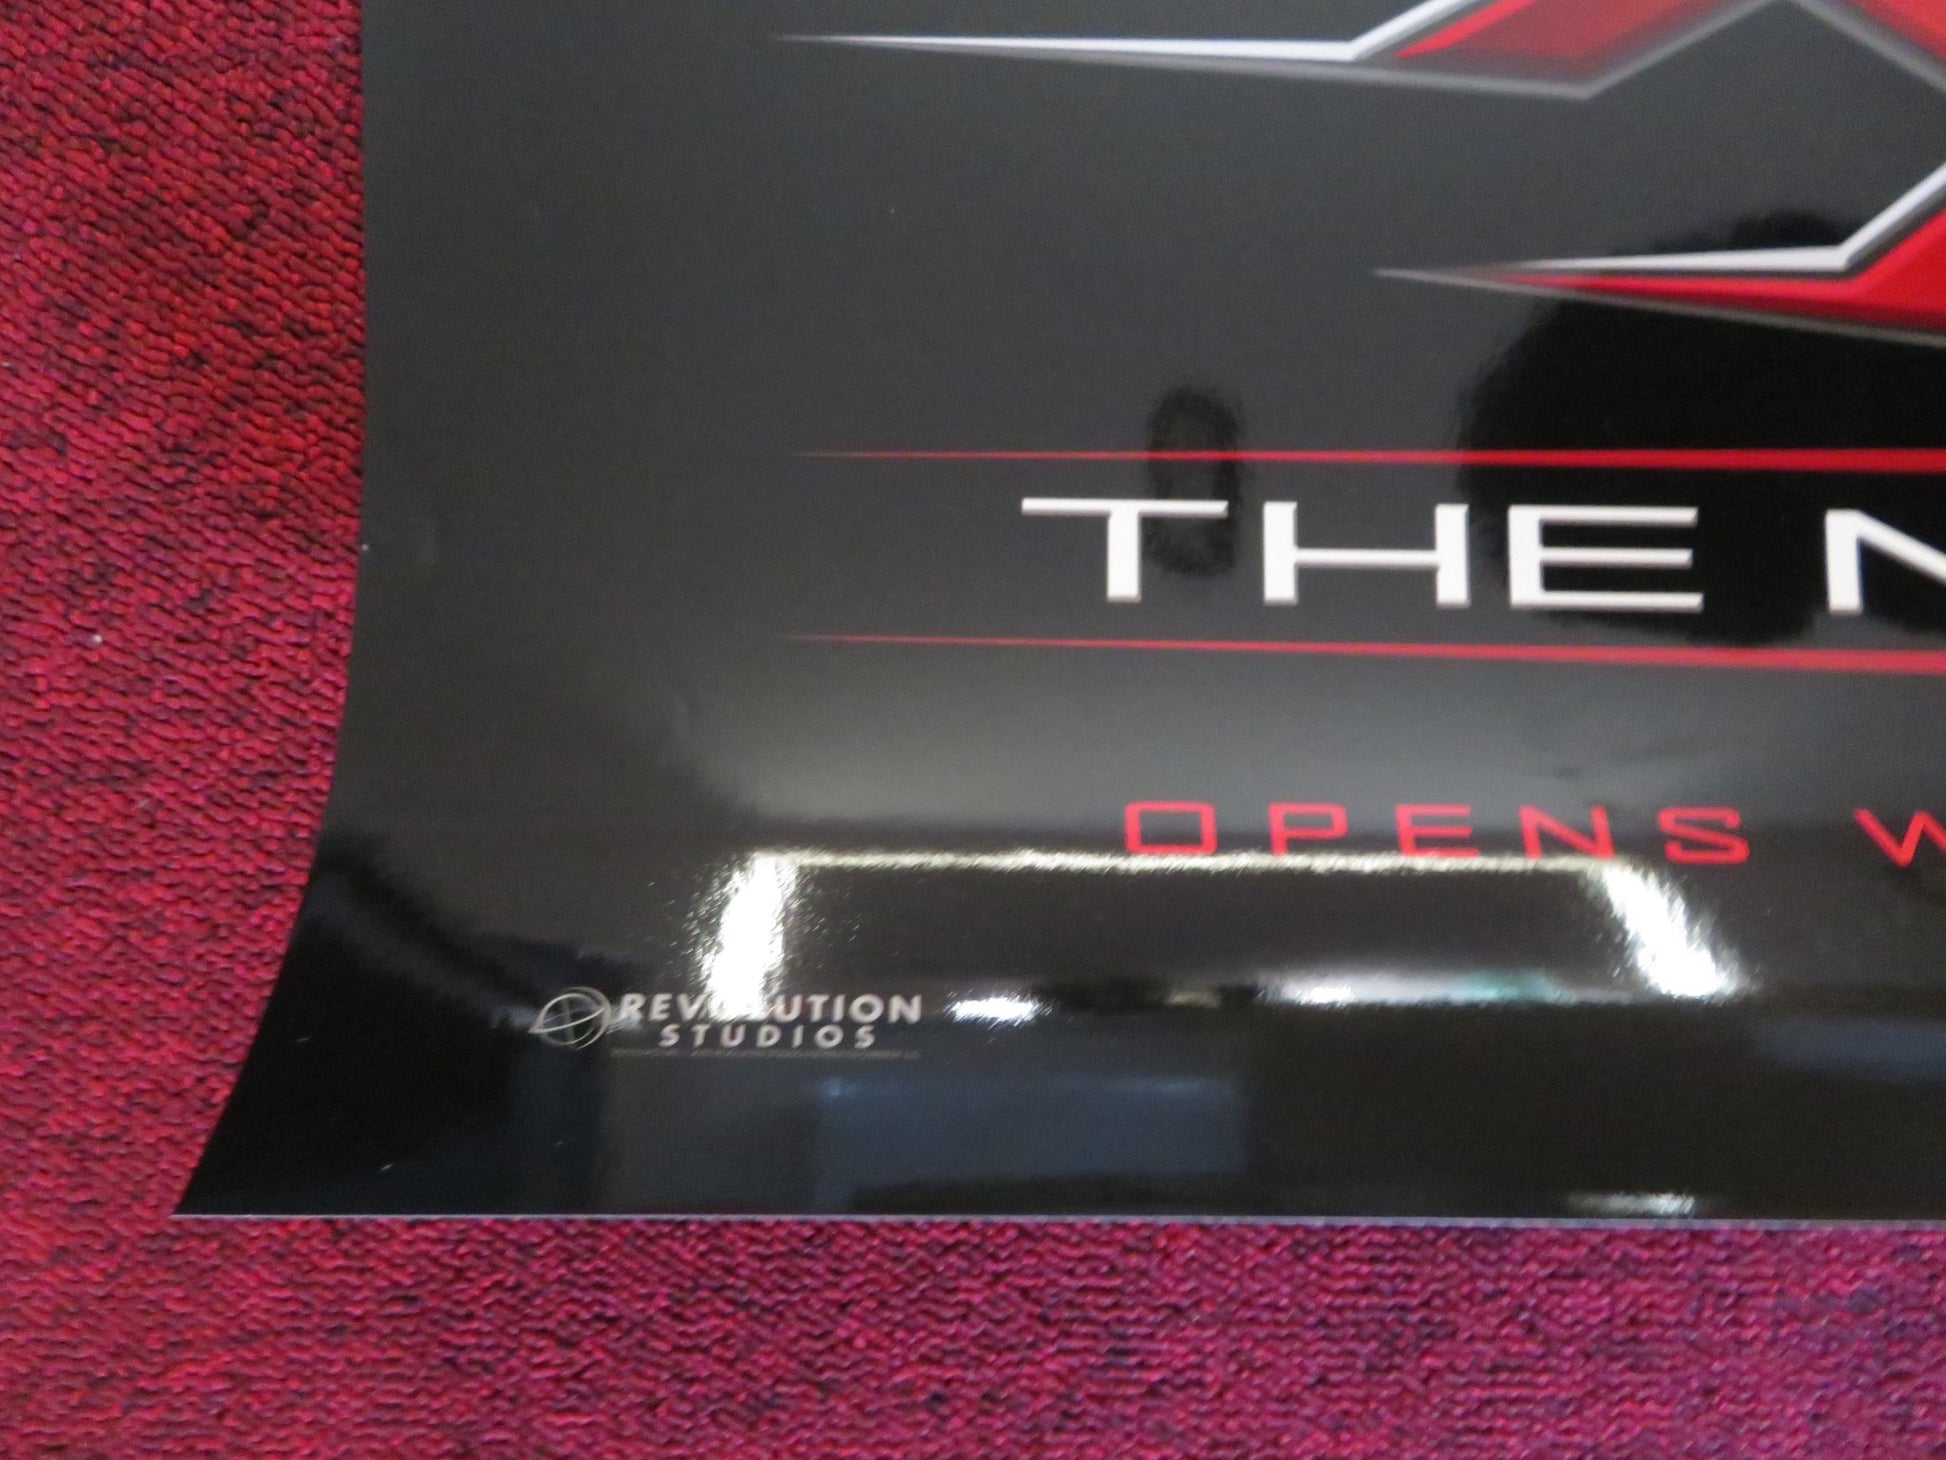 THE N
OPENS W
REVOLUTION
STUDIOS